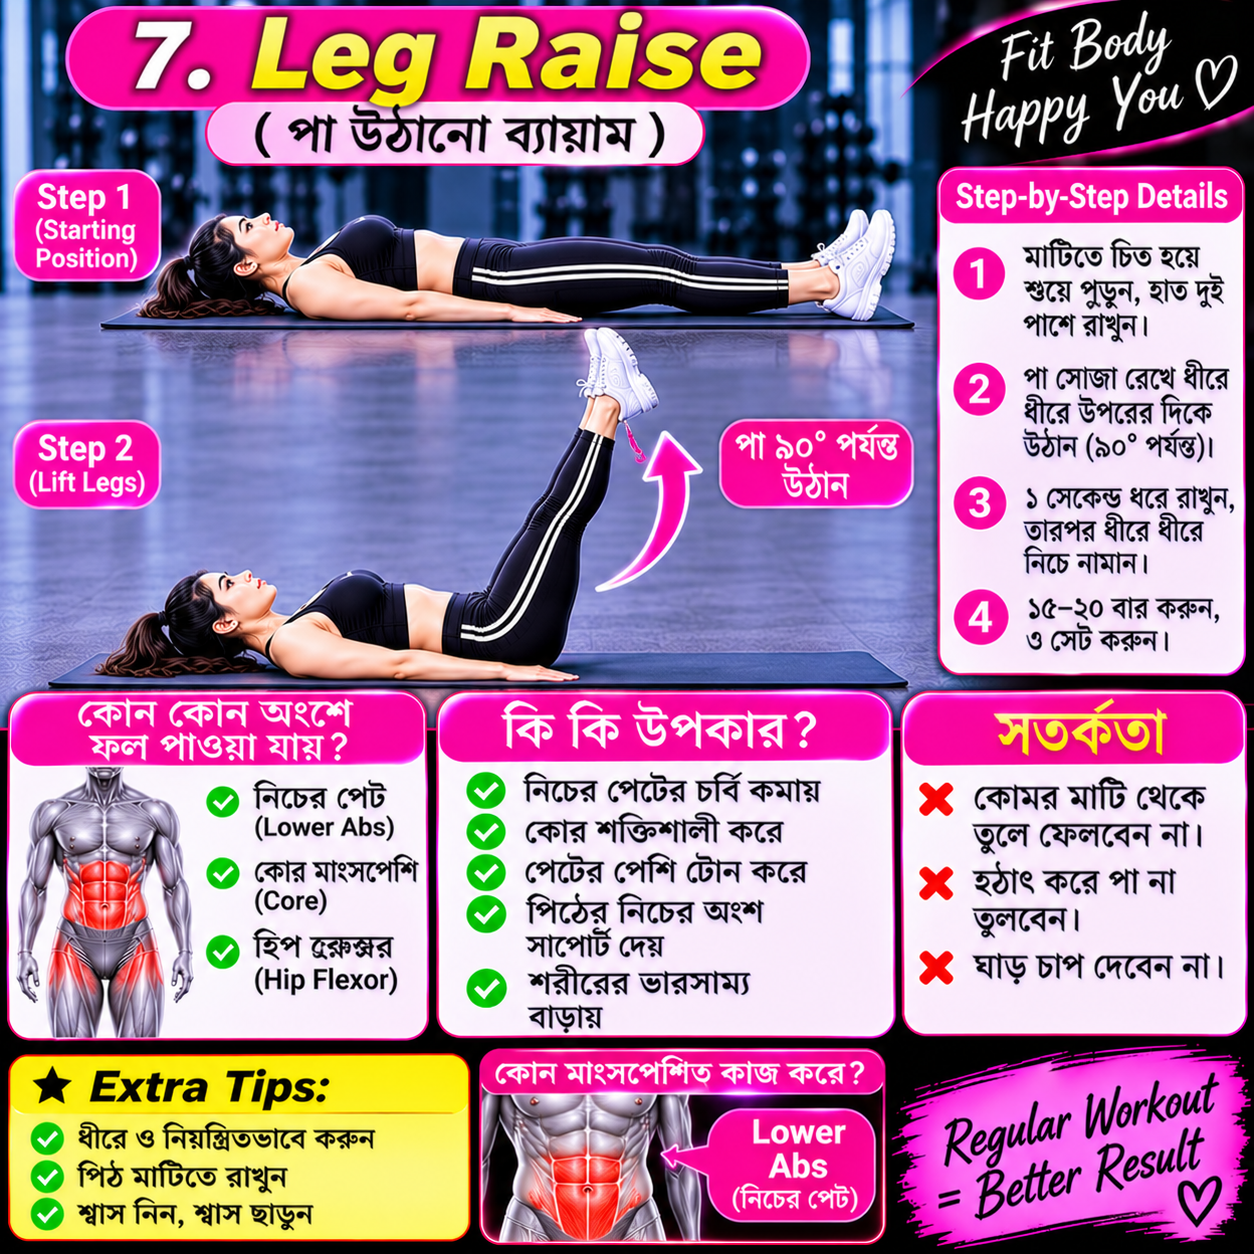 7. Leg Raise
( পা উঠানো ব্যায়াম )
Fit Body
Happy You
Step 1
(Starting
Position)
Step 2
(Lift Legs)
পা ৯০° পর্যন্ত
উঠান
Step-by-Step Details
1
মাটিতে চিত হয়ে
শুয়ে পুড়ুন, হাত দুই
পাশে রাখুন।
2
পা সোজা রেখে ধীরে
ধীরে উপরের দিকে
উঠান (৯০° পর্যন্ত)।
3
১ সেকেন্ড ধরে রাখুন,
তারপর ধীরে ধীরে
নিচে নামান।
4
১৫–২০ বার করুন,
ও সেট করুন।
কোন কোন অংশে
ফল পাওয়া যায়?
নিচের পেট
(Lower Abs)
কোর মাংসপেশি
(Core)
হিপ
(Hip Flexor)
কি কি উপকার?
নিচের পেটের চর্বি কমায়
কোর শক্তিশালী করে
পেটের পেশি টোন করে
পিঠের নিচের অংশ
সাপোর্ট দেয়
শরীরের ভারসাম্য
বাড়ায়
সতর্কতা
কোমর মাটি থেকে
তুলে ফেলবেন না।
হঠাৎ করে পা না
তুলবেন।
ঘাড় চাপ দেবেন না।
Extra Tips:
ধীরে ও নিয়ন্ত্রিতভাবে করুন
পিঠ মাটিতে রাখুন
শ্বাস নিন, শ্বাস ছাড়ুন
কোন মাংসপেশিত কাজ করে?
Lower
Abs
(নিচের পেট)
Regular Workout
= Better Result